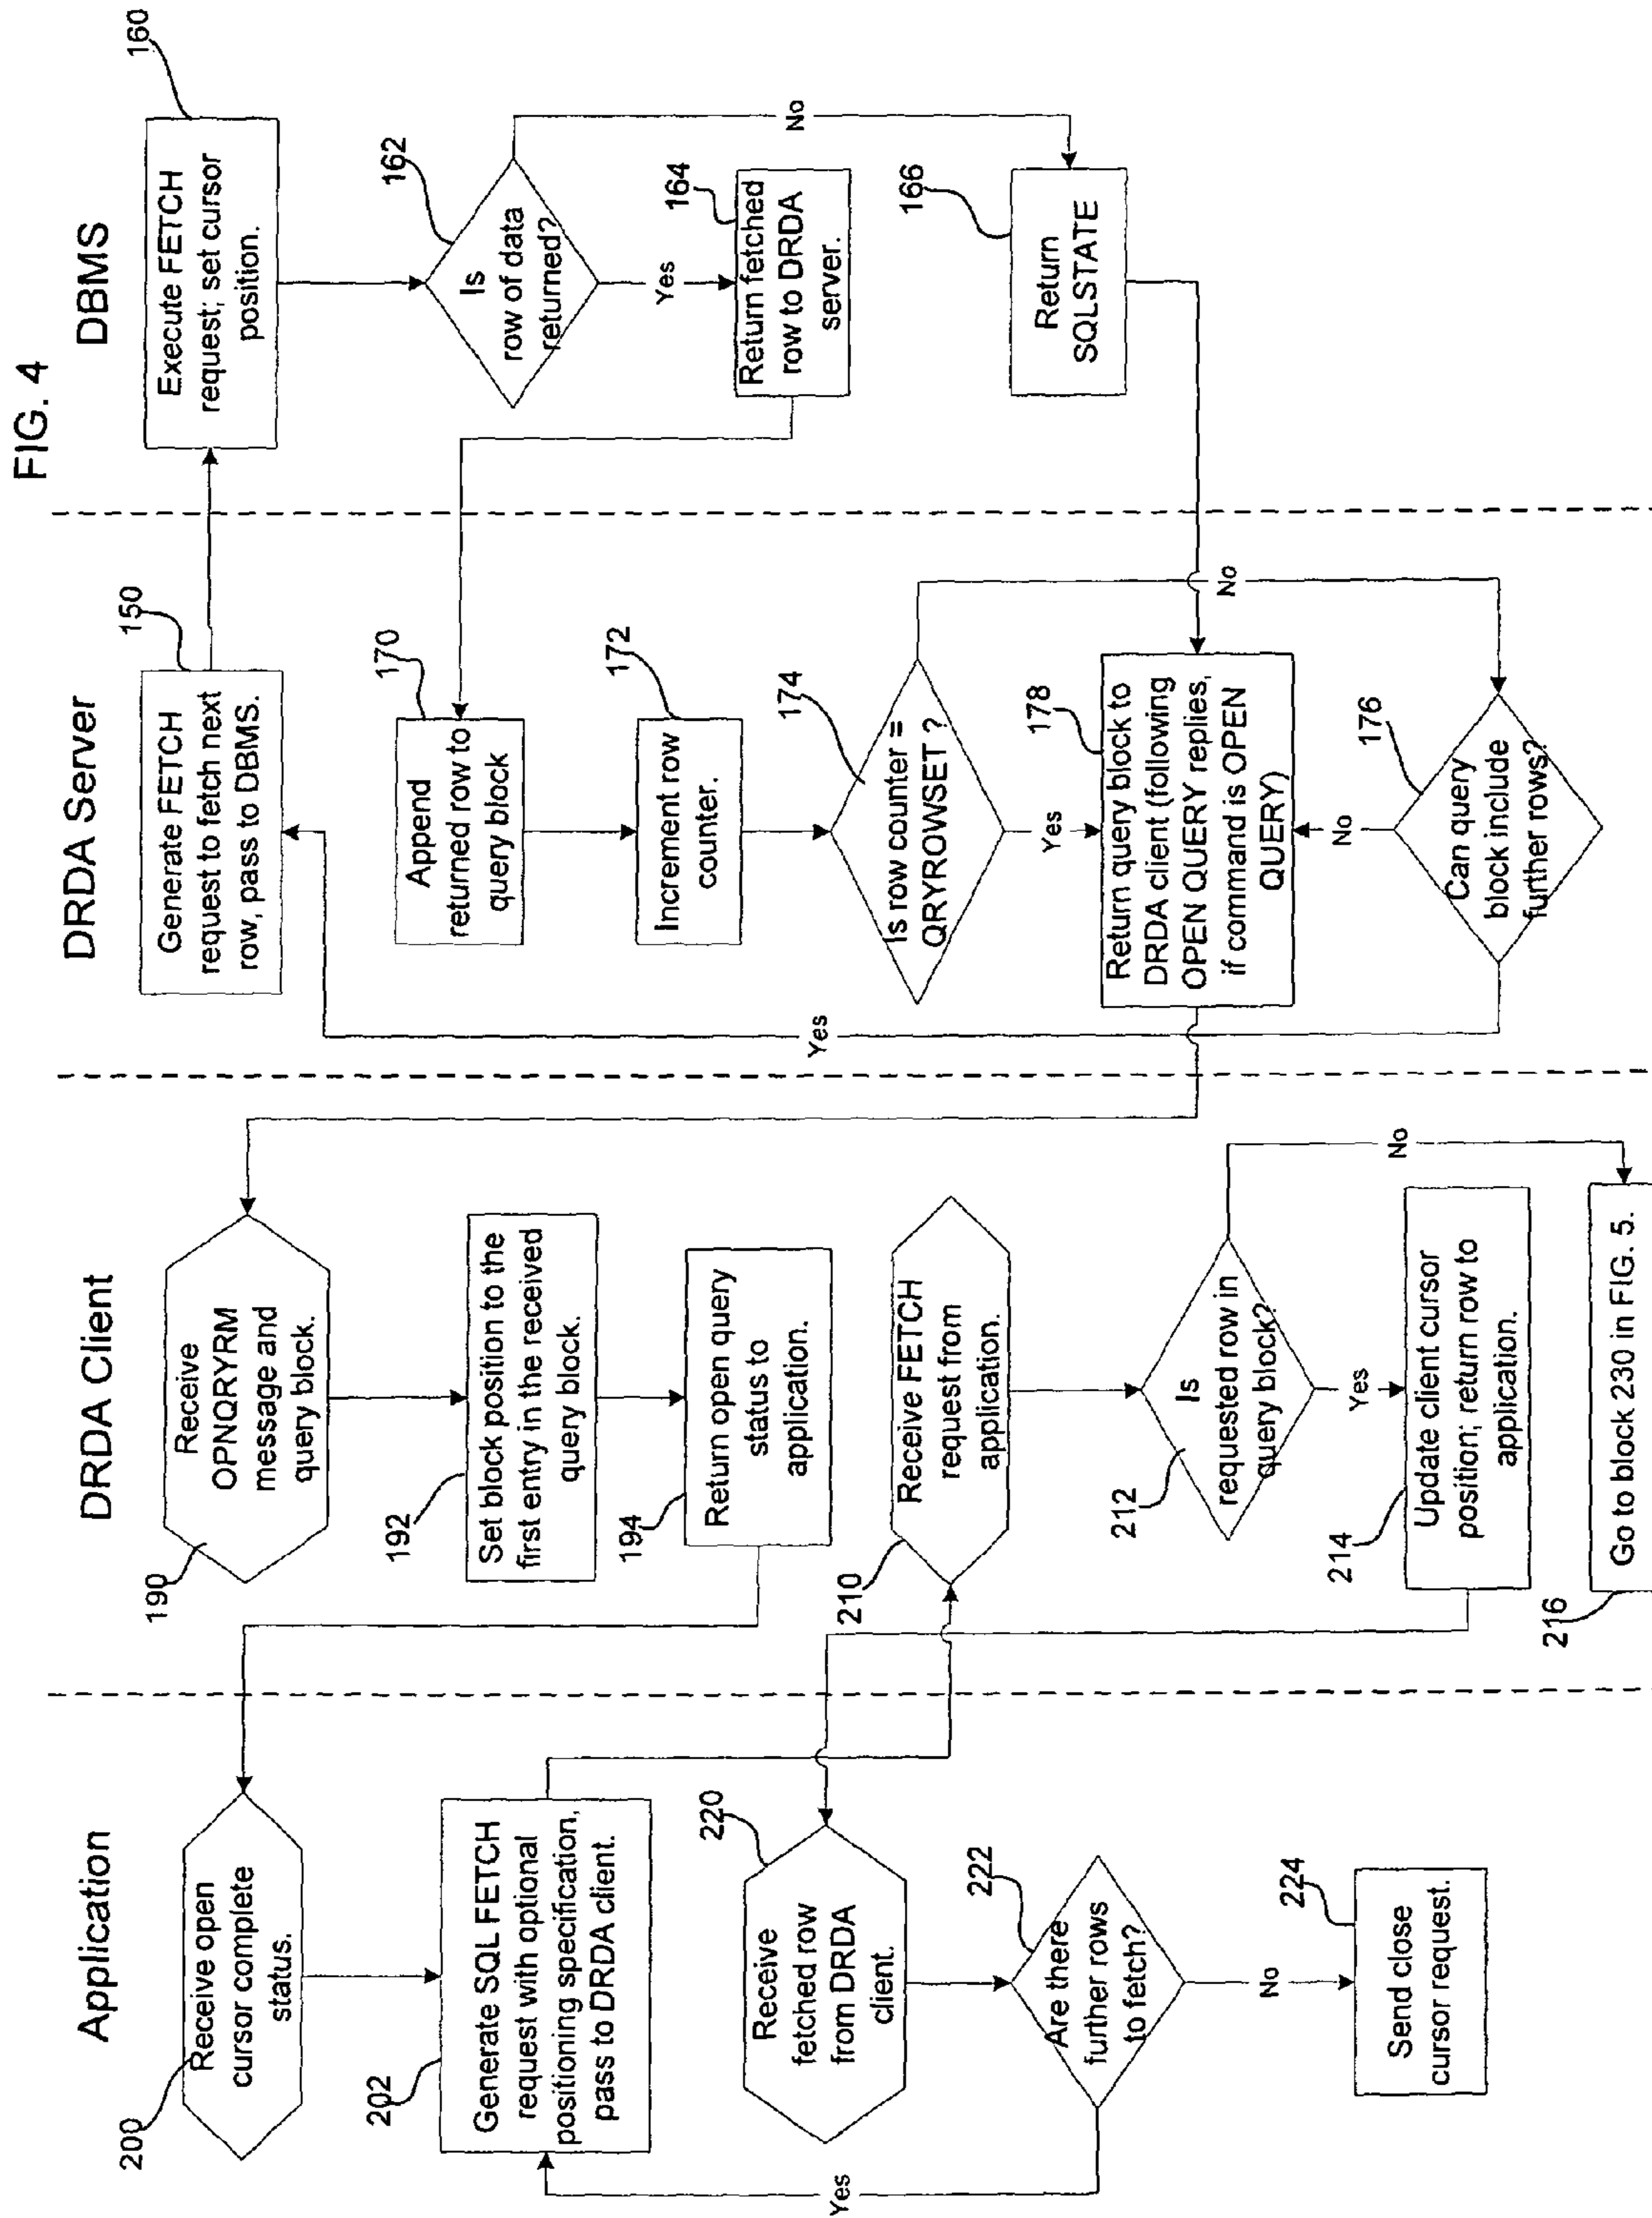 FIG. 4
Application
200
Receive open
cursor complete
status.
202
Generate SQL FETCH
request with optional
positioning specification,
pass to DRDA client.
220
Receive
fetched row
from DRDA
client.
222
Are there
further rows
to fetch?
Yes
No
224
Send close
cursor request.
DRDA Client
190
Receive
OPNQRYRM
message and
query block.
192
Set block position to the
first entry in the received
query block.
194
Return open query
status to
application.
210
Receive FETCH
request from
application.
212
Is
requested row in
query block?
Yes
No
214
Update client cursor
position; return row to
application.
216
Go to block 230 in FIG. 5.
DRDA Server
150
Generate FETCH
request to fetch next
row, pass to DBMS.
170
Append
returned row to
query block
172
Increment row
counter.
174
Is row counter =
QRYROWSET ?
Yes
No
178
Return query block to
DRDA client (following
OPEN QUERY replies,
if command is OPEN
QUERY)
176
Can query
block include
further rows?
No
Yes
DBMS
160
Execute FETCH
request; set cursor
position.
162
Is
row of data
returned?
Yes
No
164
Return fetched
row to DRDA
server.
166
Return
SQLSTATE